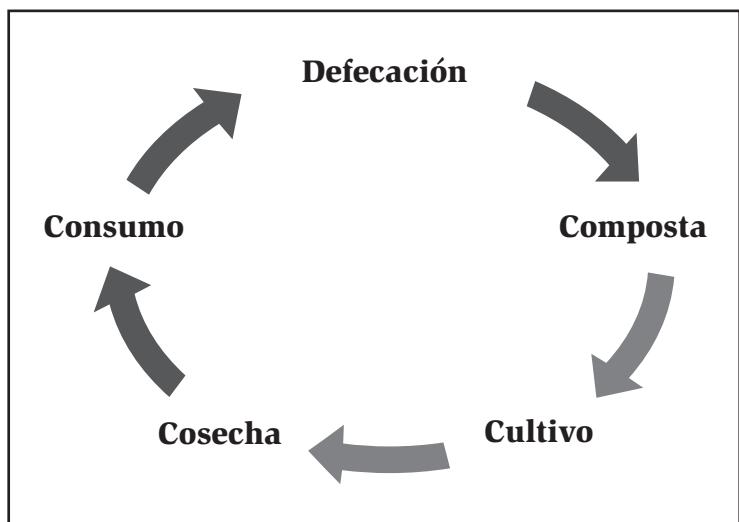 Defecación
Consumo
Composta
Cosecha
Cultivo